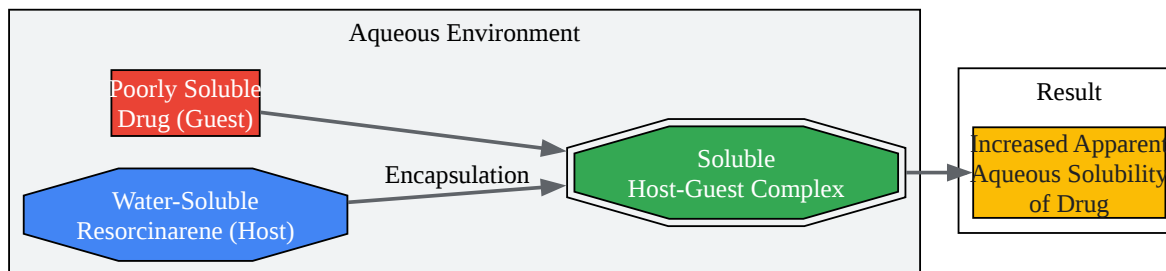 Aqueous Environment
Poorly Soluble
Drug (Guest)
Water-Soluble
Resorcinarene (Host)
Encapsulation
Soluble
Host-Guest Complex
Result
Increased Apparent
Aqueous Solubility
of Drug